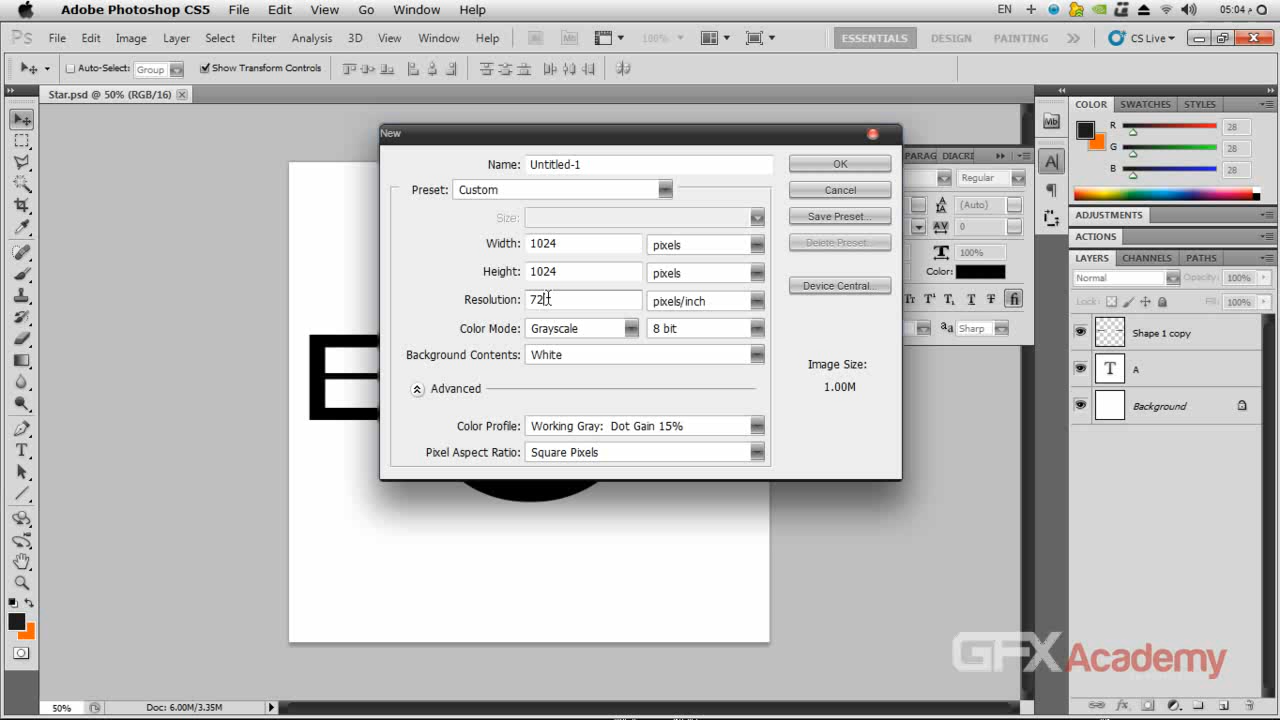 Adobe Photoshop CS5 File Edit View Go Window Help EN 05:04 م
Ps File Edit Image Layer Select Filter Analysis 3D View Window Help Mb 100% ESSENTIALS DESIGN PAINTING CS Live
Auto-Select: Group Show Transform Controls
Star.psd @ 50% (RGB/16)
New
Name: Untitled-1
OK
Preset: Custom
Cancel
Size:
Save Preset...
Width: 1024 pixels
Delete Preset...
Height: 1024 pixels
Device Central...
Resolution: 72 pixels/inch
Color Mode: Grayscale 8 bit
Background Contents: White
Image Size:
1.00M
Advanced
Color Profile: Working Gray: Dot Gain 15%
Pixel Aspect Ratio: Square Pixels
E
PARAG DIACRI
Regular
(Auto)
0
100%
Color:
Sharp
COLOR SWATCHES STYLES
R 28
G 28
B 28
ADJUSTMENTS
ACTIONS
LAYERS CHANNELS PATHS
Normal Opacity: 100%
Lock: Fill: 100%
Shape 1 copy
T A
Background
GFXAcademy
50% Doc: 6.00M/3.35M